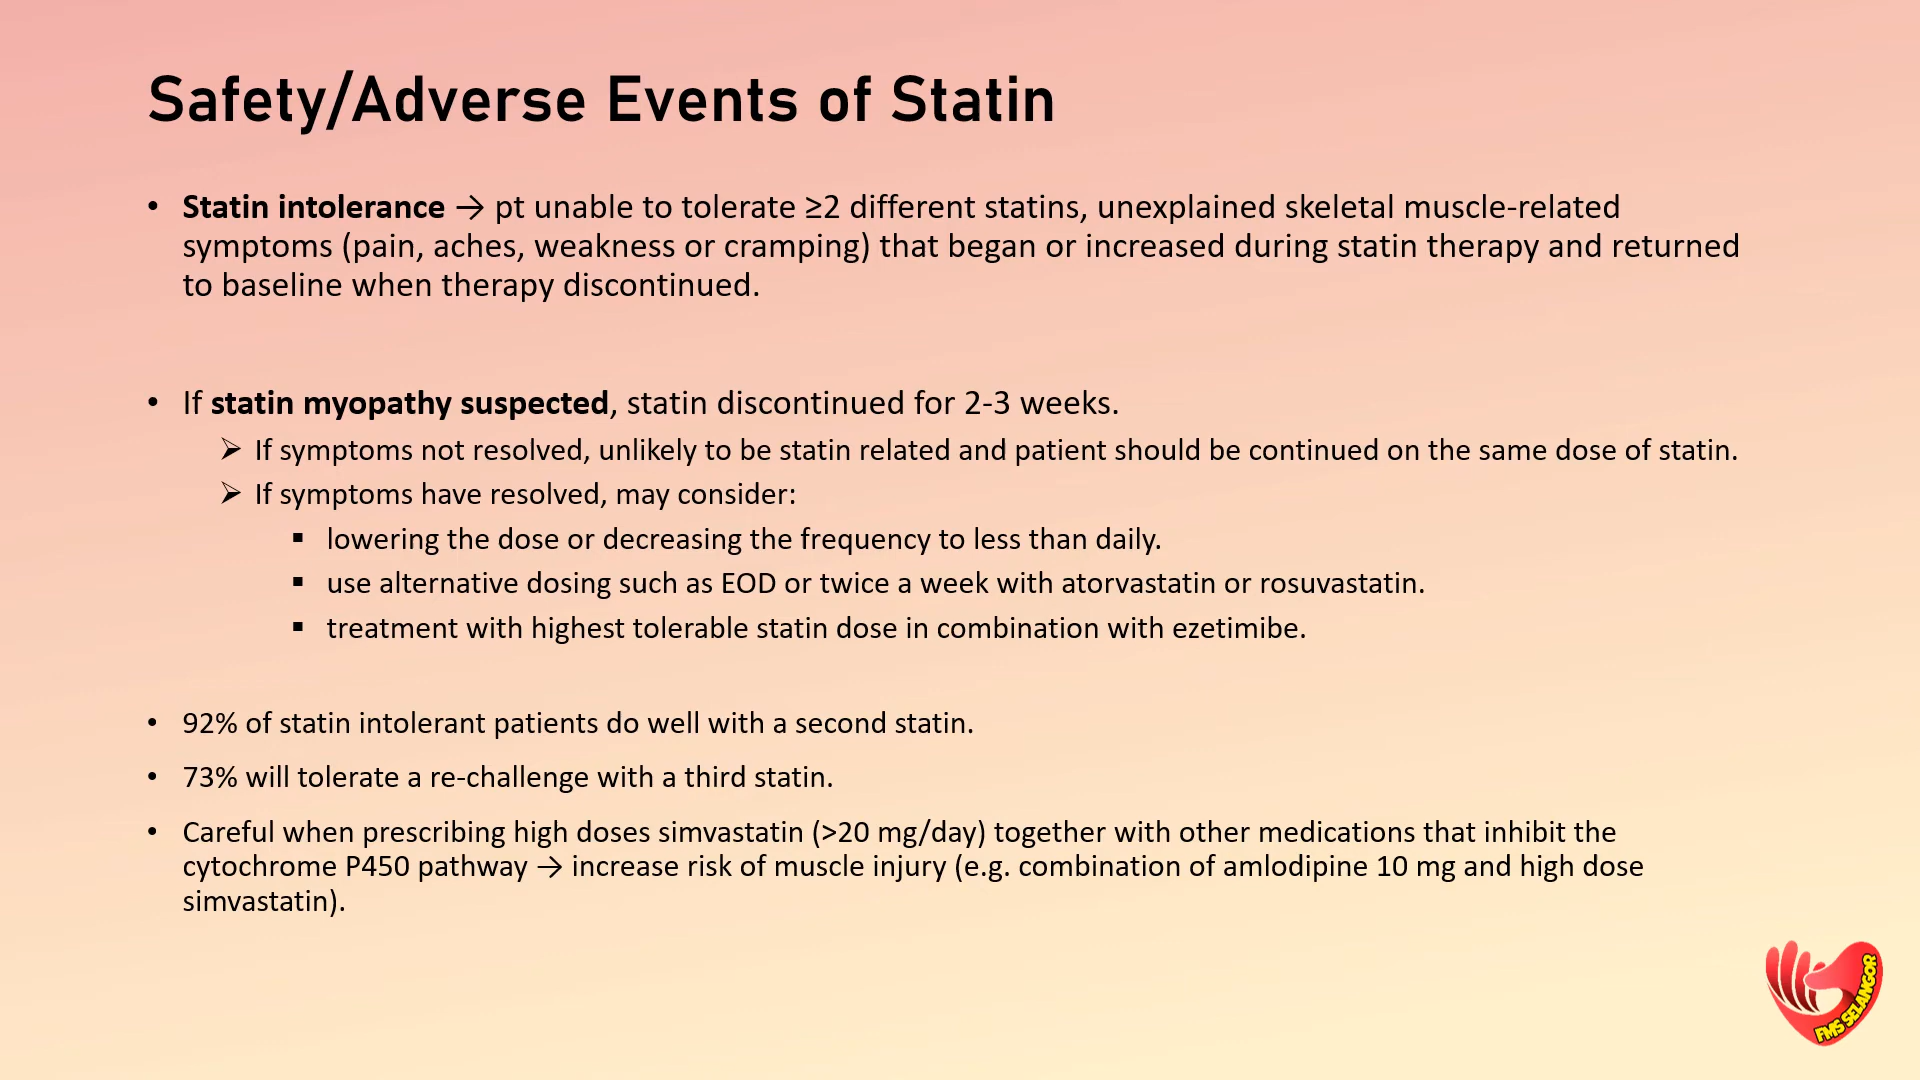 Safety/Adverse Events of Statin
• Statin intolerance → pt unable to tolerate ≥2 different statins, unexplained skeletal muscle-related
symptoms (pain, aches, weakness or cramping) that began or increased during statin therapy and returned
to baseline when therapy discontinued.
• If statin myopathy suspected, statin discontinued for 2-3 weeks.
➢ If symptoms not resolved, unlikely to be statin related and patient should be continued on the same dose of statin.
➢ If symptoms have resolved, may consider:
▪ lowering the dose or decreasing the frequency to less than daily.
▪ use alternative dosing such as EOD or twice a week with atorvastatin or rosuvastatin.
▪ treatment with highest tolerable statin dose in combination with ezetimibe.
• 92% of statin intolerant patients do well with a second statin.
• 73% will tolerate a re-challenge with a third statin.
• Careful when prescribing high doses simvastatin (>20 mg/day) together with other medications that inhibit the
cytochrome P450 pathway → increase risk of muscle injury (e.g. combination of amlodipine 10 mg and high dose
simvastatin).
FMS SELANGOR